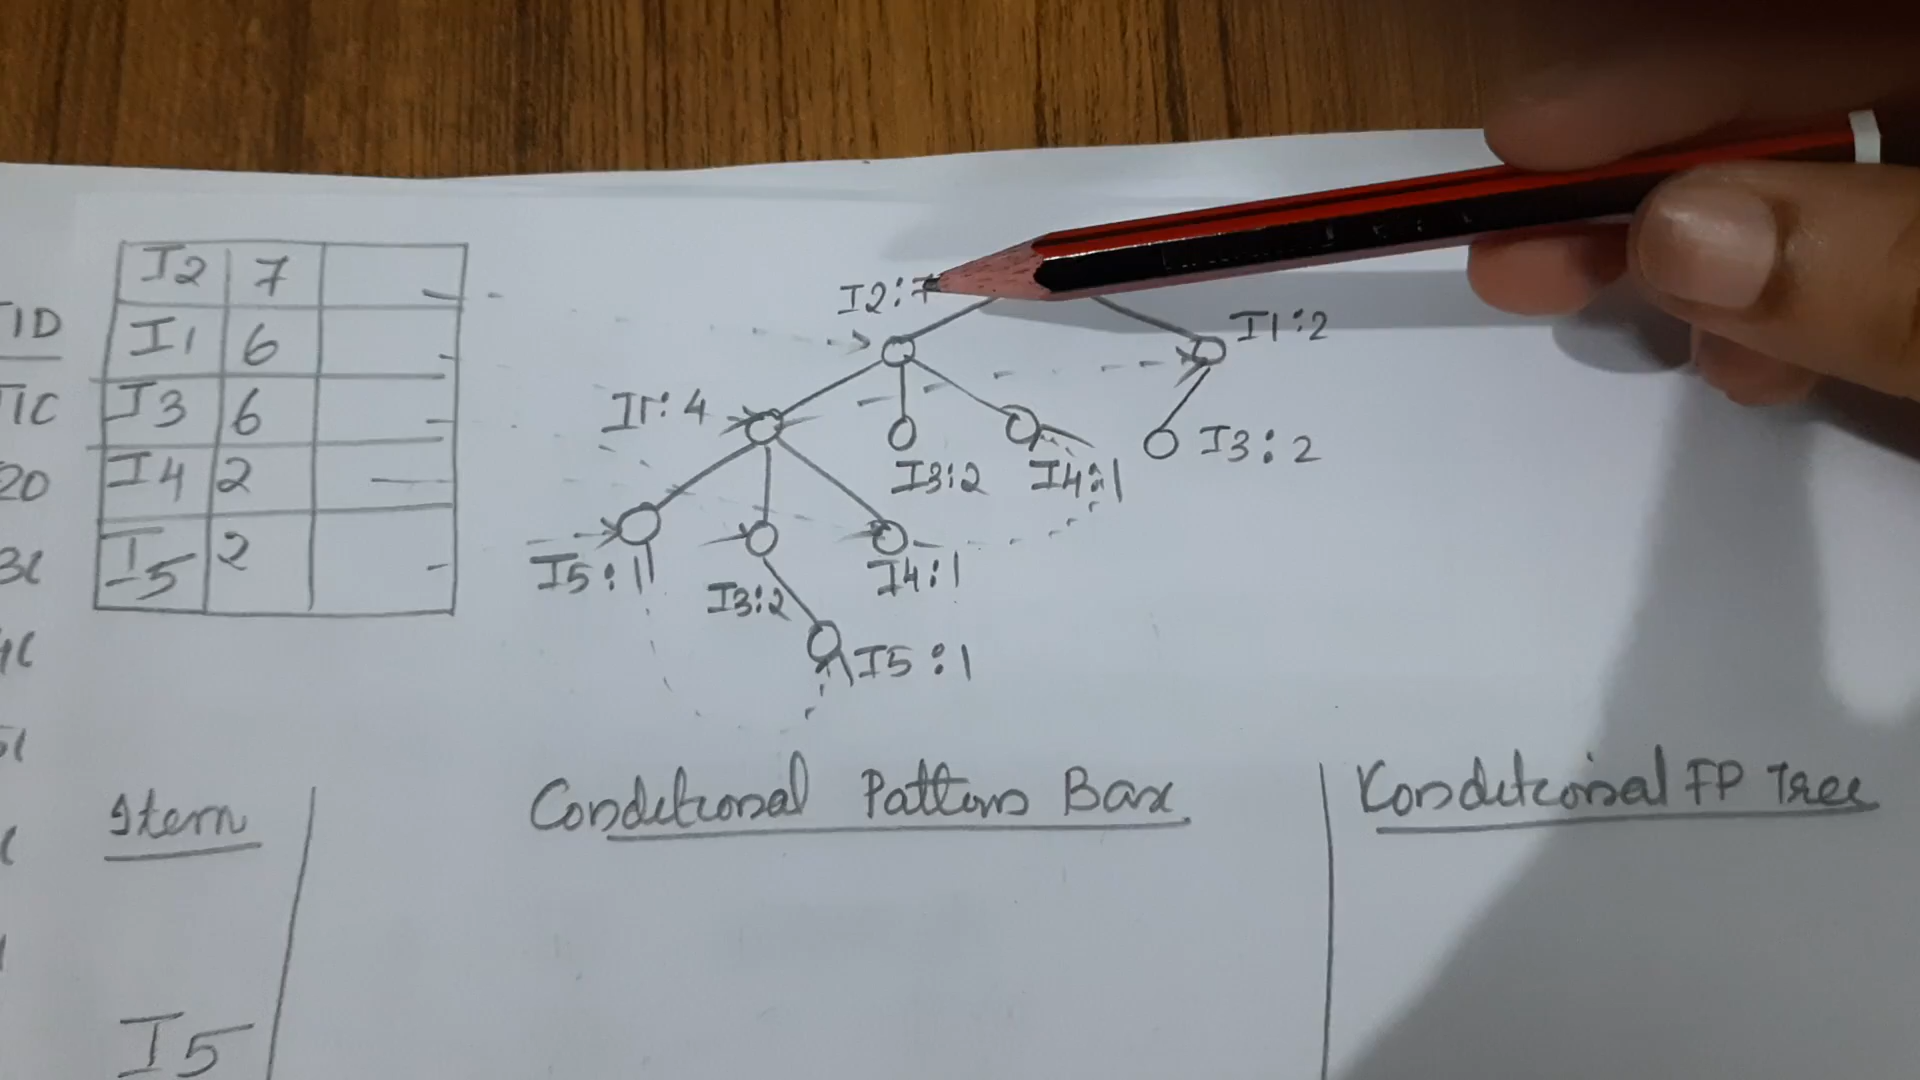 I2 7
I1 6
I3 6
I4 2
I5 2
I2:7
I1:2
I1:4
I3:2
I4:1
I3:2
I5:1
I3:2
I4:1
I5:1
Item
Conditional Pattern Base
Conditional FP Tree
I5